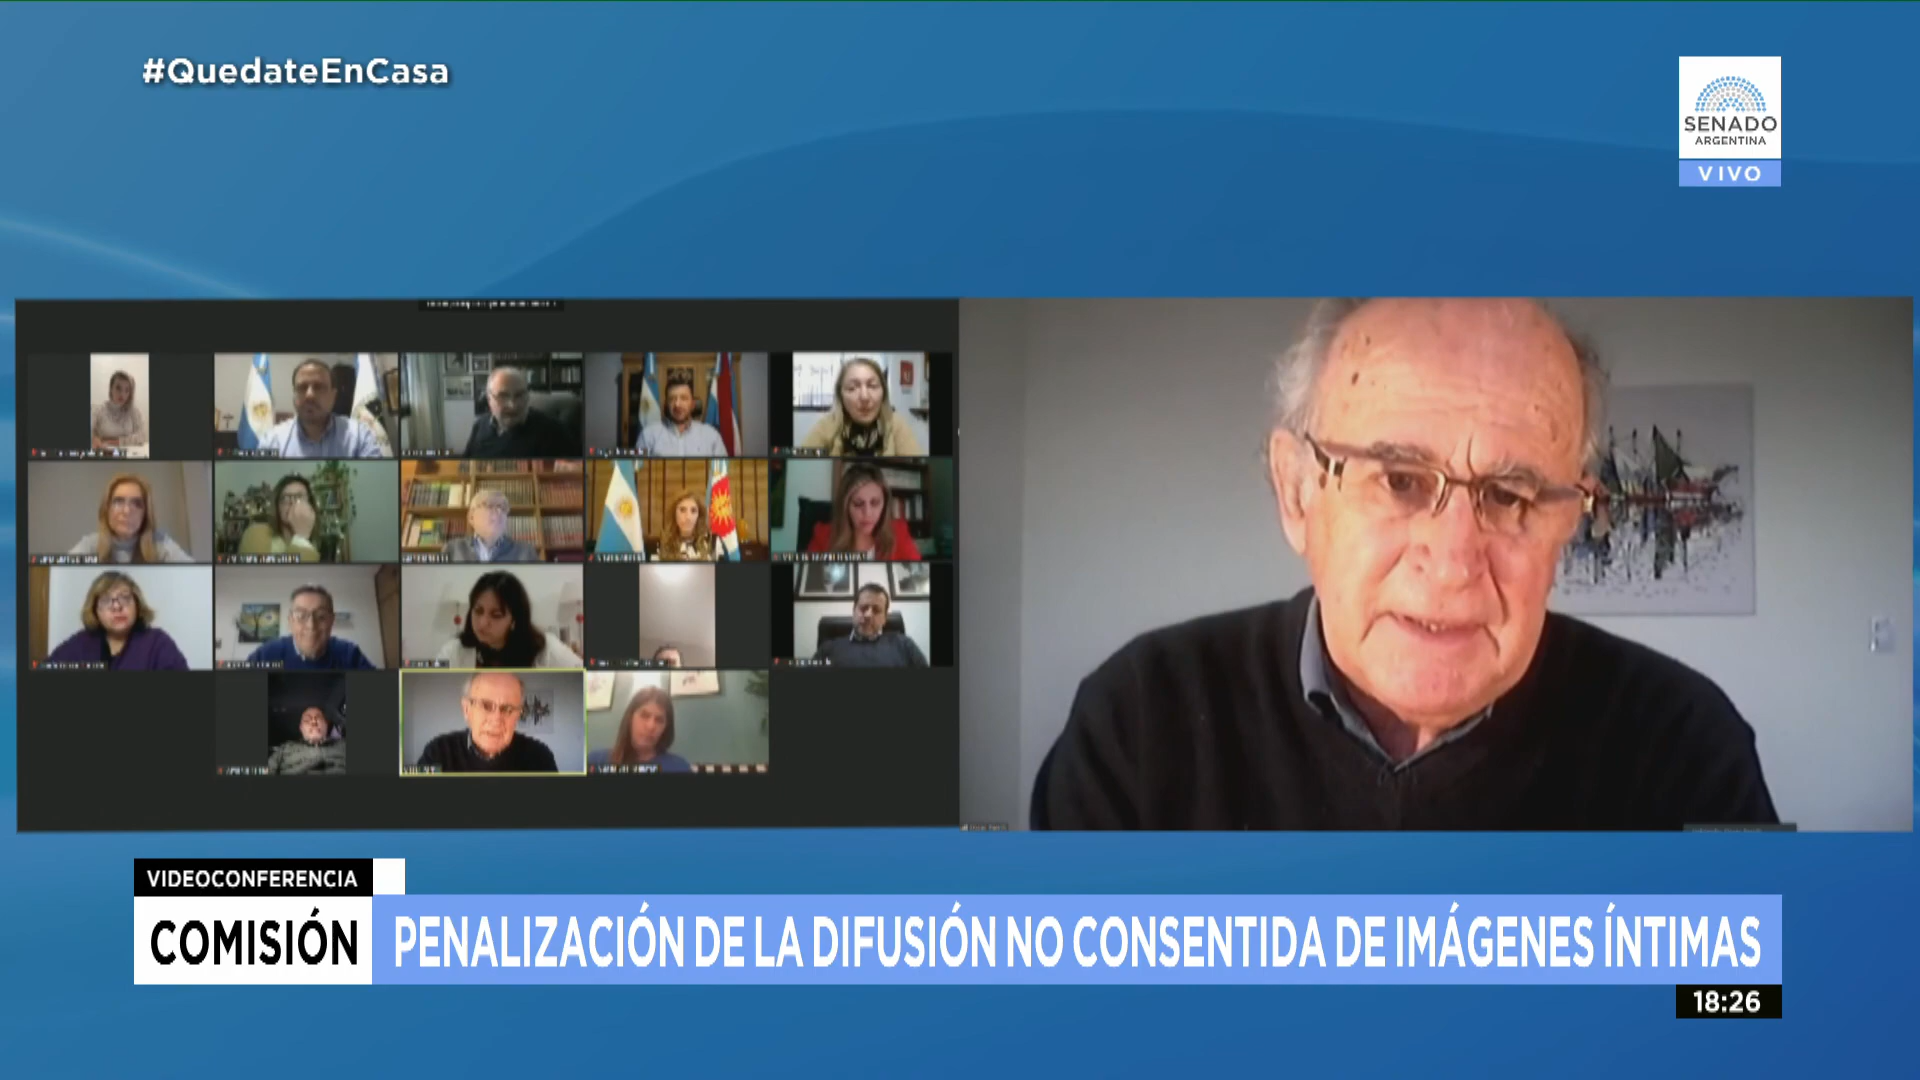 #QuedateEnCasa
SENADO
ARGENTINA
VIVO
VIDEOCONFERENCIA
COMISIÓN
PENALIZACIÓN DE LA DIFUSIÓN NO CONSENTIDA DE IMÁGENES ÍNTIMAS
18:26